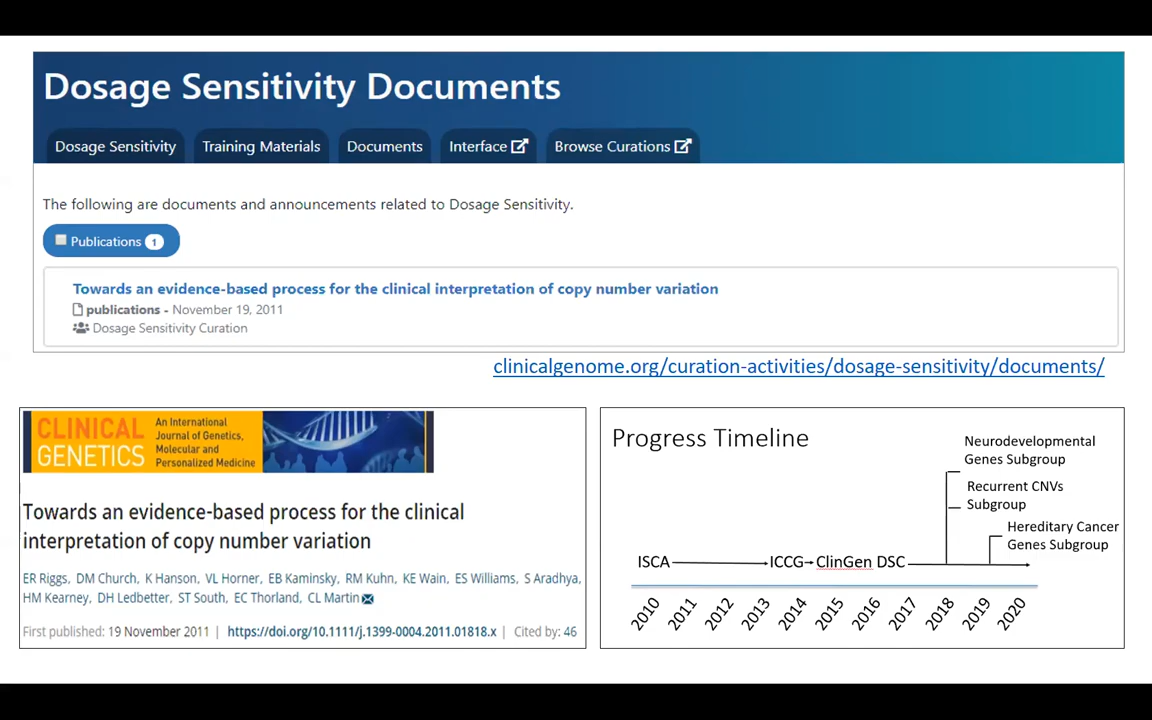 Dosage Sensitivity Documents
Dosage Sensitivity
Training Materials
Documents
Interface
Browse Curations
The following are documents and announcements related to Dosage Sensitivity.
Publications 1
Towards an evidence-based process for the clinical interpretation of copy number variation
publications - November 19, 2011
Dosage Sensitivity Curation
clinicalgenome.org/curation-activities/dosage-sensitivity/documents/
CLINICAL
GENETICS
An International
Journal of Genetics,
Molecular and
Personalized Medicine
Towards an evidence-based process for the clinical
interpretation of copy number variation
ER Riggs, DM Church, K Hanson, VL Horner, EB Kaminsky, RM Kuhn, KE Wain, ES Williams, S Aradhya,
HM Kearney, DH Ledbetter, ST South, EC Thorland, CL Martin
First published: 19 November 2011 | https://doi.org/10.1111/j.1399-0004.2011.01818.x | Cited by: 46
Progress Timeline
Neurodevelopmental
Genes Subgroup
Recurrent CNVs
Subgroup
Hereditary Cancer
Genes Subgroup
ISCA
ICCG
ClinGen DSC
2010
2011
2012
2013
2014
2015
2016
2017
2018
2019
2020